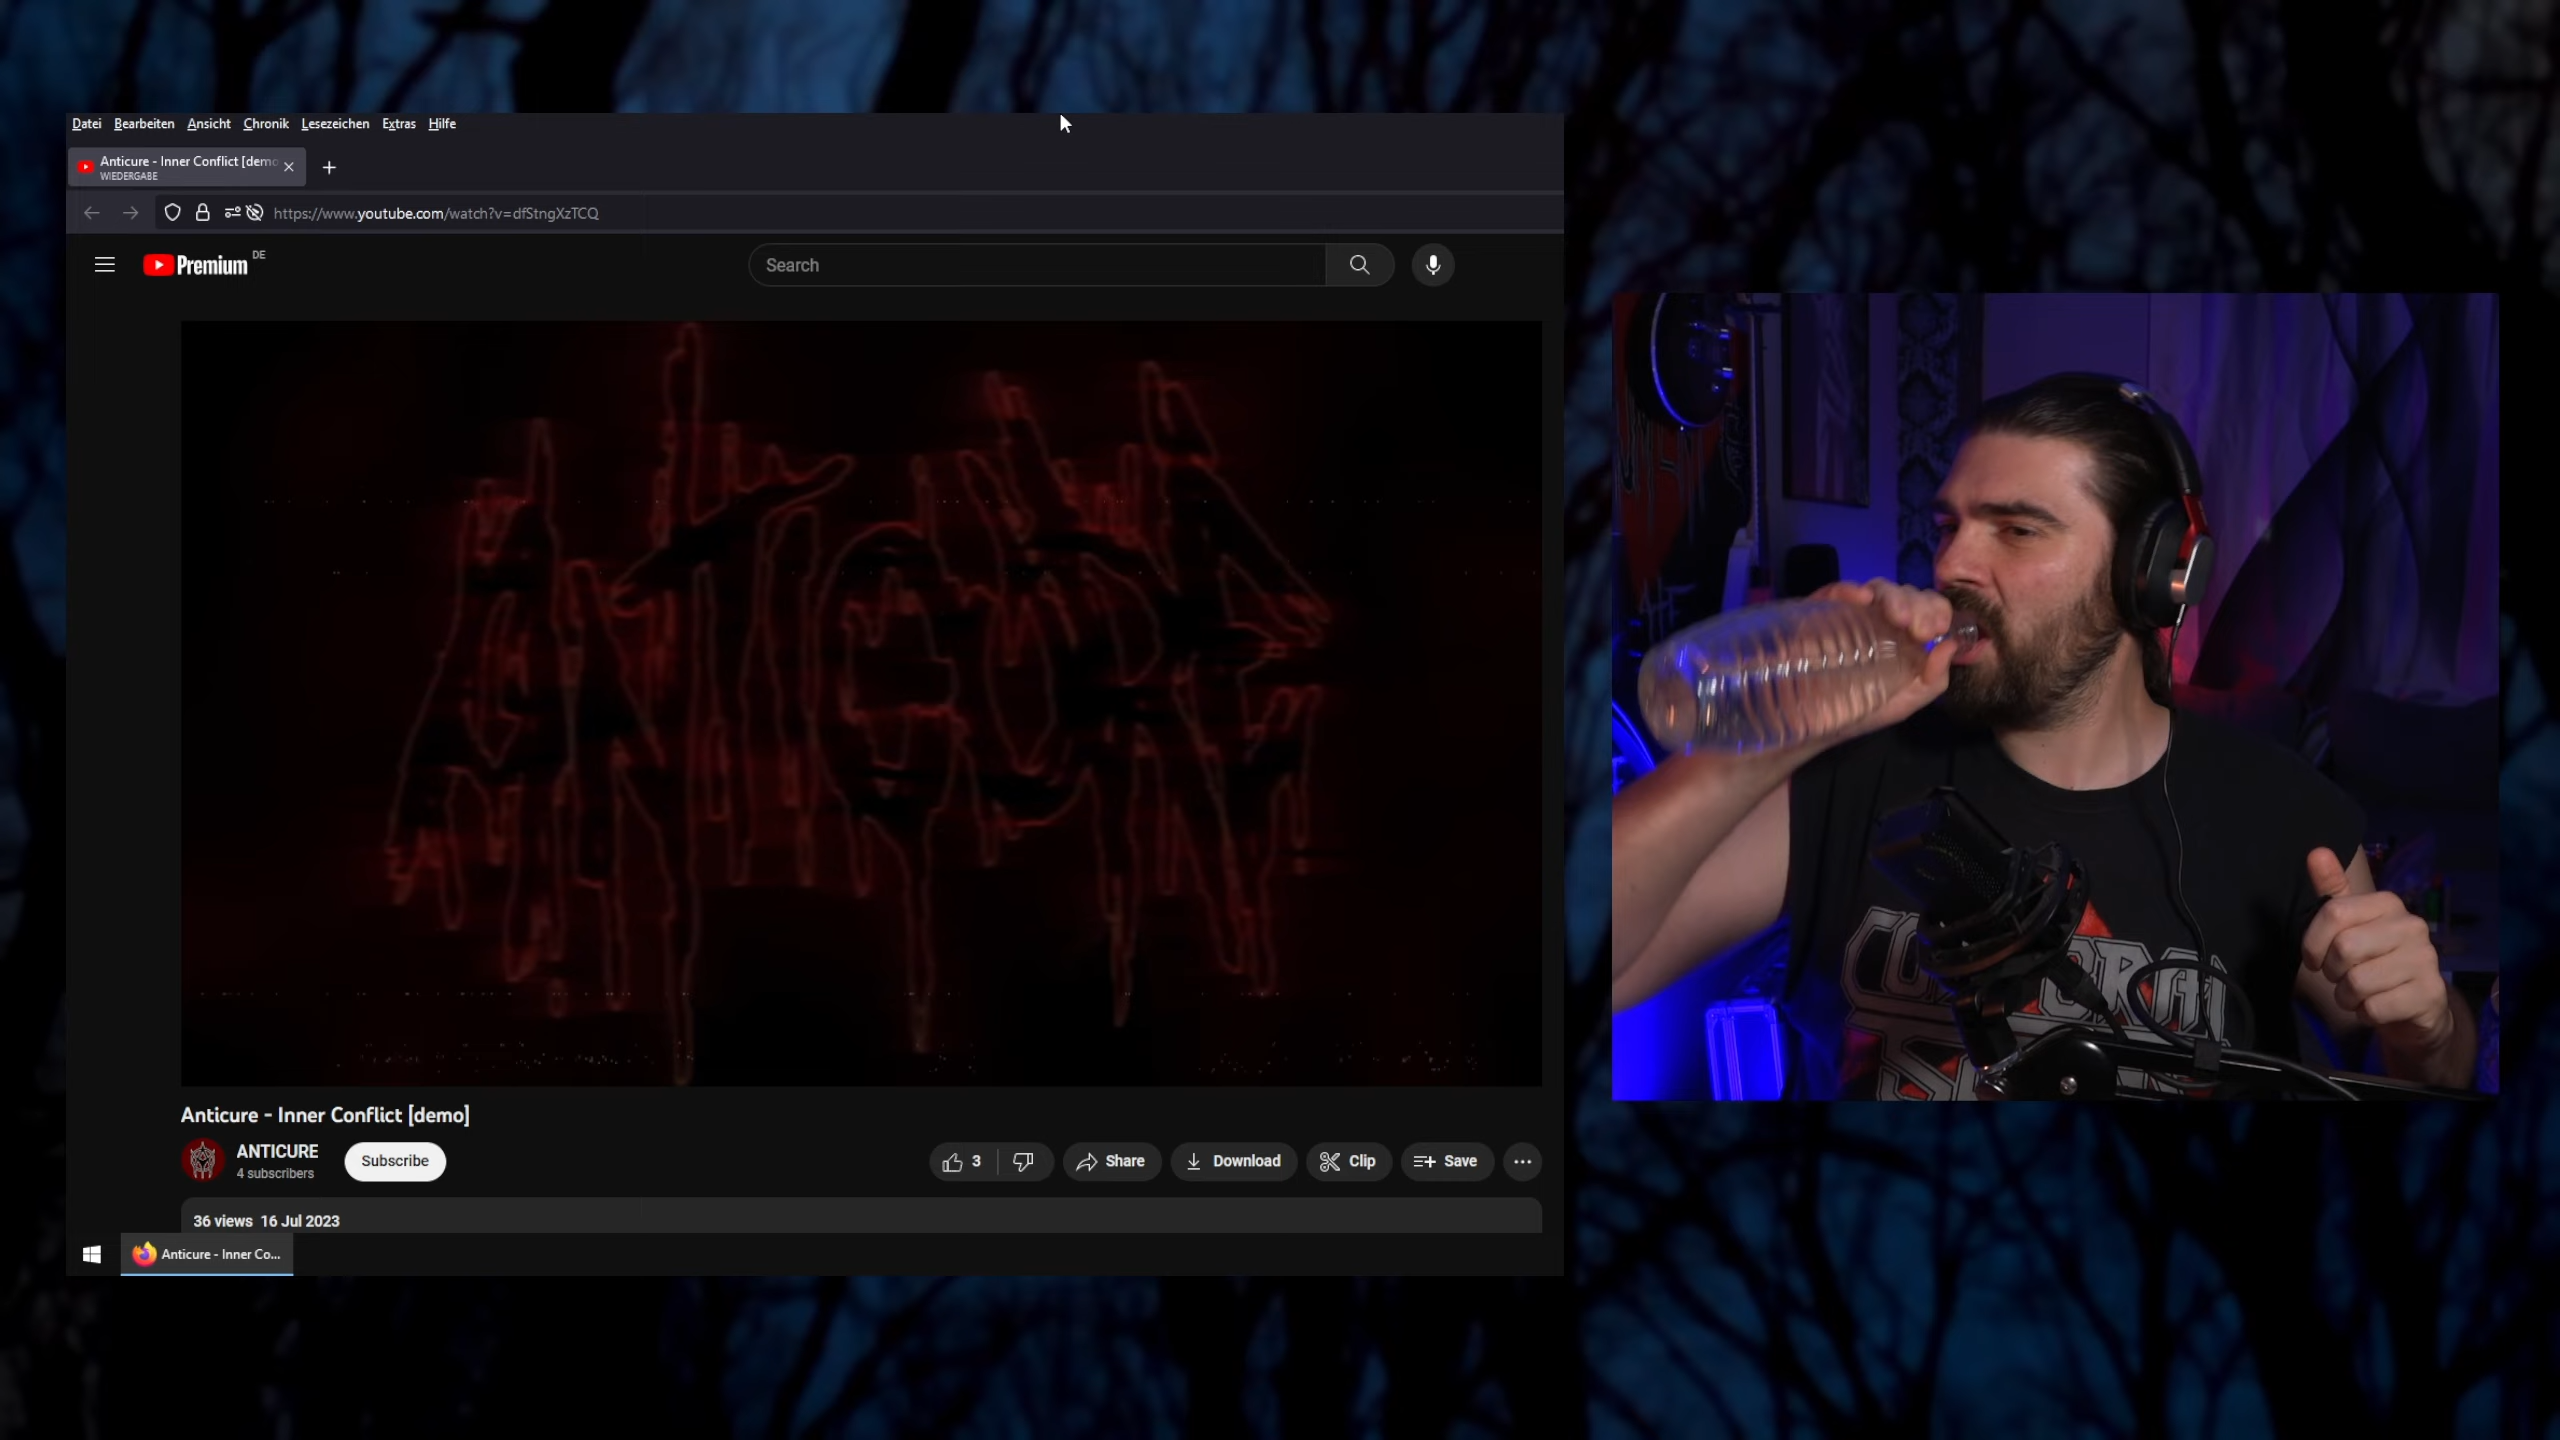 Datei Bearbeiten Ansicht Chronik Lesezeichen Extras Hilfe
Anticure - Inner Conflict [demo
WIEDERGABE
https://www.youtube.com/watch?v=dfStngXzTCQ
Premium DE
Search
Anticure - Inner Conflict [demo]
ANTICURE
4 subscribers
Subscribe
3
Share
Download
Clip
Save
36 views 16 Jul 2023
Anticure - Inner Co...